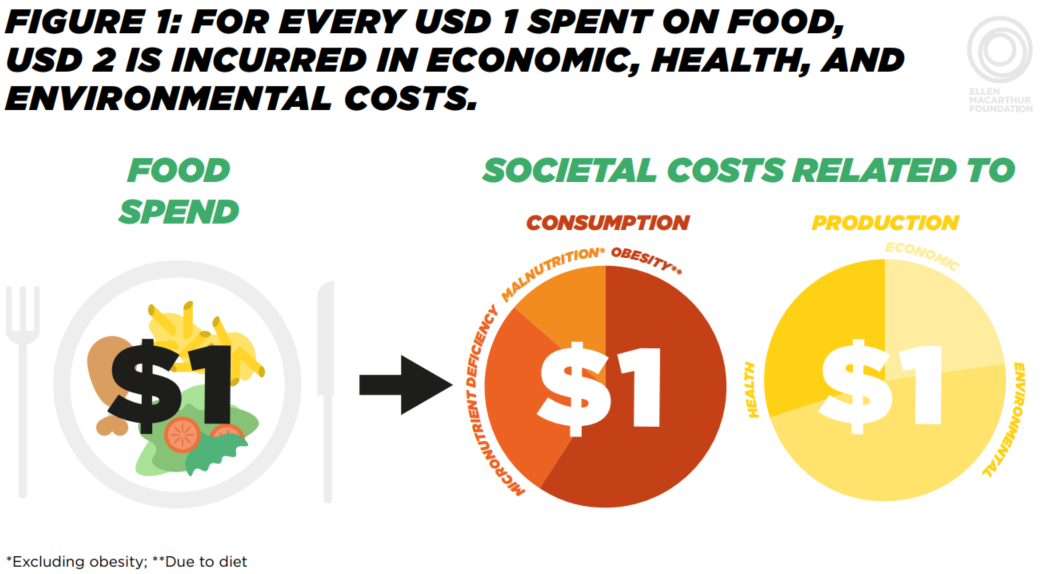 FIGURE 1: FOR EVERY USD 1 SPENT ON FOOD,
USD 2 IS INCURRED IN ECONOMIC, HEALTH, AND
ENVIRONMENTAL COSTS.
ELLEN
MACARTHUR
FOUNDATION
FOOD
SPEND
$1
SOCIETAL COSTS RELATED TO
CONSUMPTION
MALNUTRITION*
OBESITY**
MICRONUTRIENT DEFICIENCY
$1
PRODUCTION
ECONOMIC
HEALTH
ENVIRONMENTAL
$1
*Excluding obesity; **Due to diet